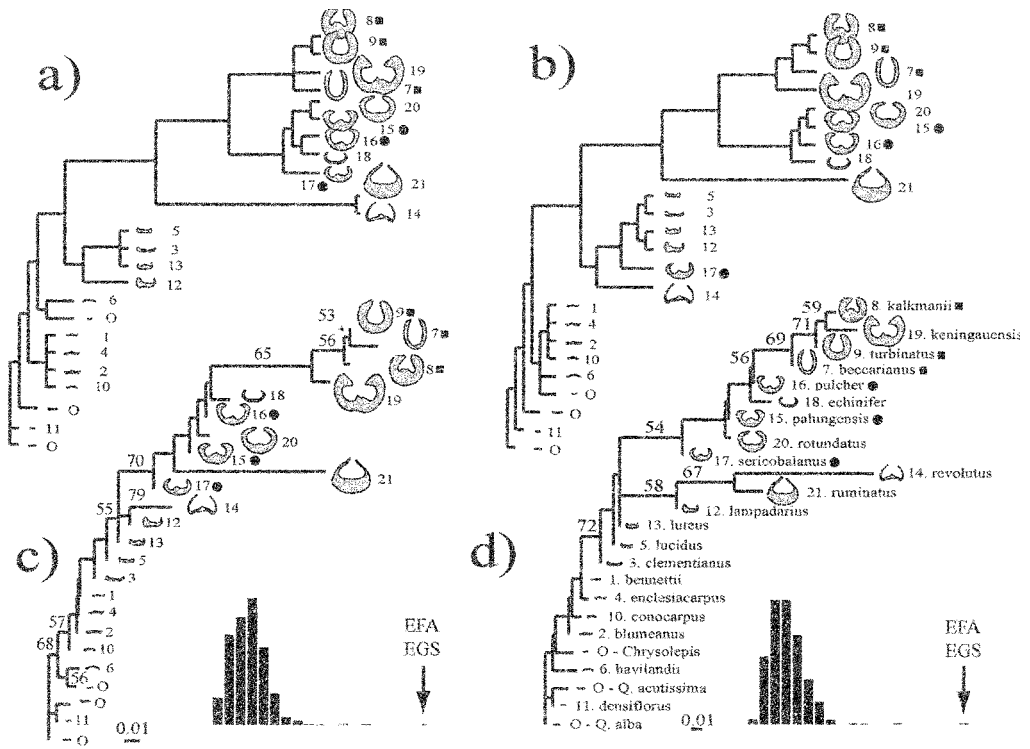 a)
8
9
19
7
20
15
16
18
17
21
14
5
3
13
12
6
O
1
4
2
10
O
11
O
b)
8
9
7
19
20
15
16
18
21
5
3
13
12
17
14
1
4
2
10
6
O
11
O
c)
53
9
56
7
65
8
19
18
16
20
15
70
21
17
79
14
12
55
13
5
3
1
4
57
2
68
10
6
56
O
O
11
O
0.01
EFA
EGS
d)
59
8. kalkmanii
71
19. keningauensis
69
9. turbinatus
56
7. beccarianus
16. pulcher
18. echinifer
15. palungensis
54
20. rotundatus
17. sericobalanus
67
14. revolutus
58
21. ruminatus
12. lampadarius
72
13. luteus
5. lucidus
3. clementianus
1. bennettii
4. enclesiacarpus
10. conocarpus
2. blumeanus
O - Chrysolepis
6. havilandii
O - Q. acutissima
11. densiflorus
O - Q. alba
0.01
EFA
EGS